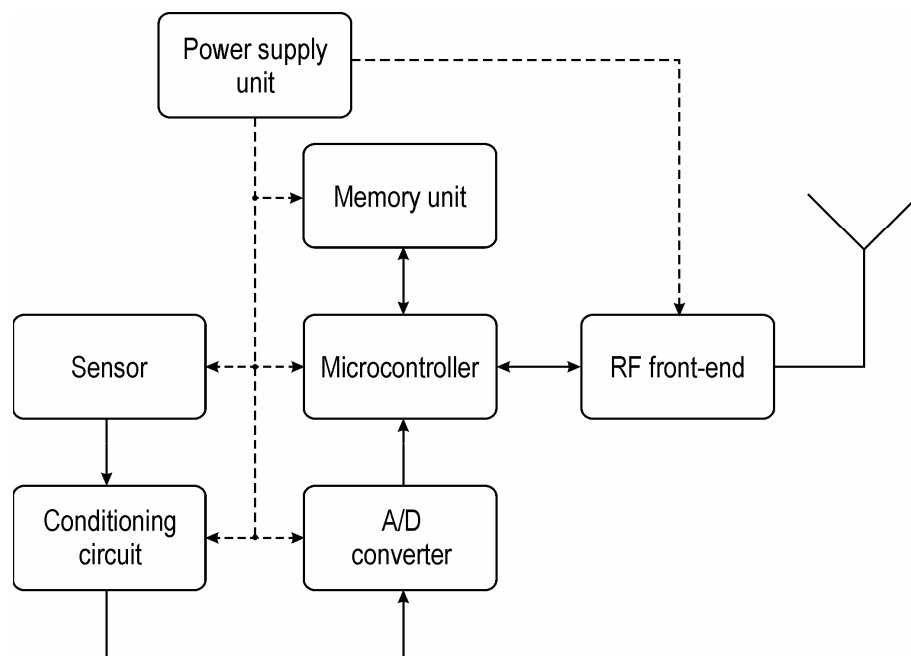 Power supply
unit
Memory unit
Sensor
Microcontroller
RF front-end
Conditioning
circuit
A/D
converter